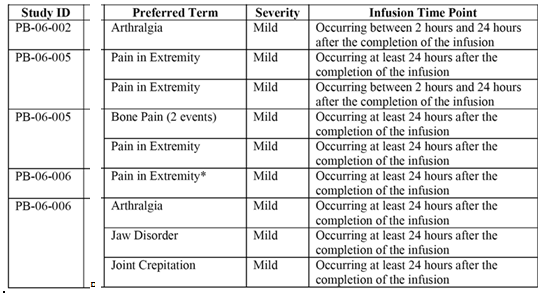 Study ID Preferred Term Severity Infusion Time Point
PB-06-002 Arthralgia Mild Occurring between 2 hours and 24 hours
after the completion of the infusion
PB-06-005 Pain in Extremity Mild Occurring at least 24 hours after the
completion of the infusion
Pain in Extremity Mild Occurring between 2 hours and 24 hours
after the completion of the infusion
PB-06-005 Bone Pain (2 events) Mild Occurring at least 24 hours after the
completion of the infusion
Pain in Extremity Mild Occurring at least 24 hours after the
completion of the infusion
PB-06-006 Pain in Extremity* Mild Occurring at least 24 hours after the
completion of the infusion
PB-06-006 Arthralgia Mild Occurring at least 24 hours after the
completion of the infusion
Jaw Disorder Mild Occurring at least 24 hours after the
completion of the infusion
Joint Crepitation Mild Occurring at least 24 hours after the
completion of the infusion